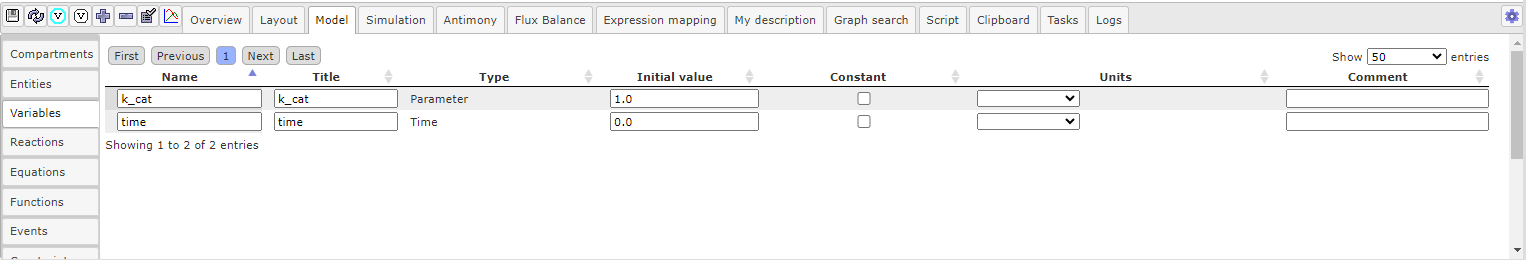 Overview Layout Model Simulation Antimony Flux Balance Expression mapping My description Graph search Script Clipboard Tasks Logs
Compartments
Entities
Variables
Reactions
Equations
Functions
Events
First Previous 1 Next Last
Show 50 entries
Name Title Type Initial value Constant Units Comment
k_cat k_cat Parameter 1.0
time time Time 0.0
Showing 1 to 2 of 2 entries